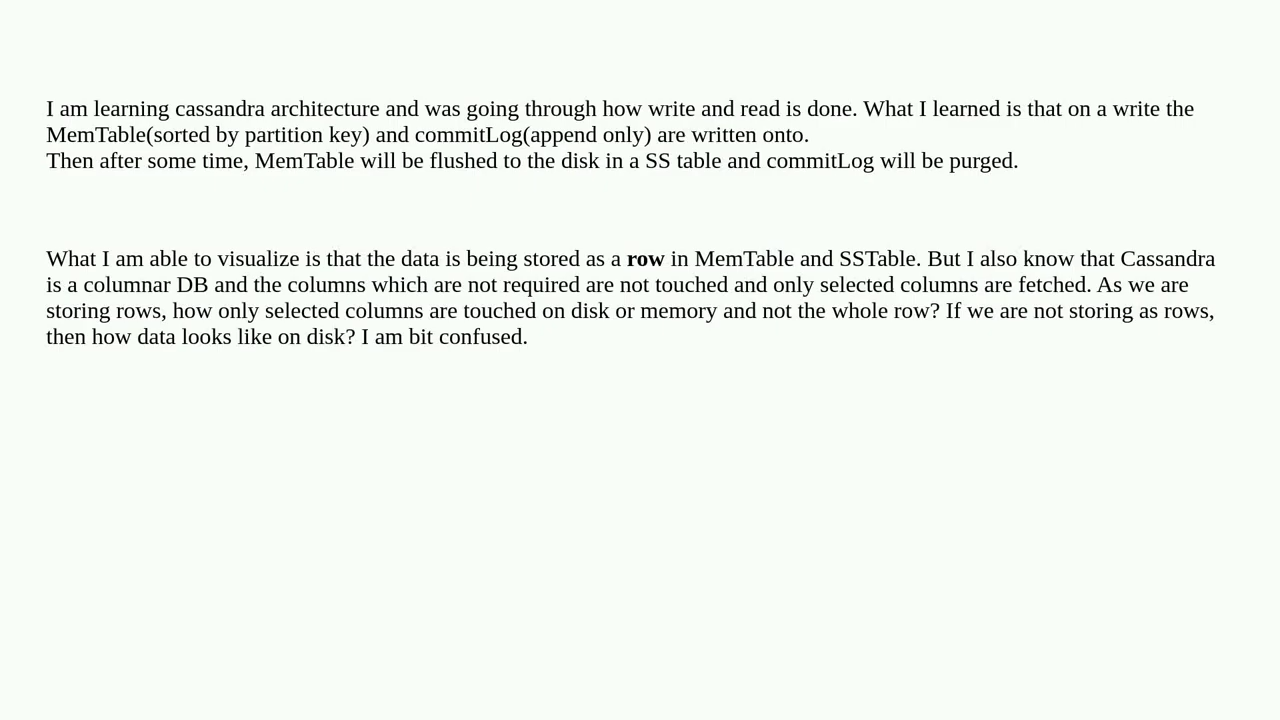 I am learning cassandra architecture and was going through how write and read is done. What I learned is that on a write the
MemTable(sorted by partition key) and commitLog(append only) are written onto.
Then after some time, MemTable will be flushed to the disk in a SS table and commitLog will be purged.
What I am able to visualize is that the data is being stored as a row in MemTable and SSTable. But I also know that Cassandra
is a columnar DB and the columns which are not required are not touched and only selected columns are fetched. As we are
storing rows, how only selected columns are touched on disk or memory and not the whole row? If we are not storing as rows,
then how data looks like on disk? I am bit confused.